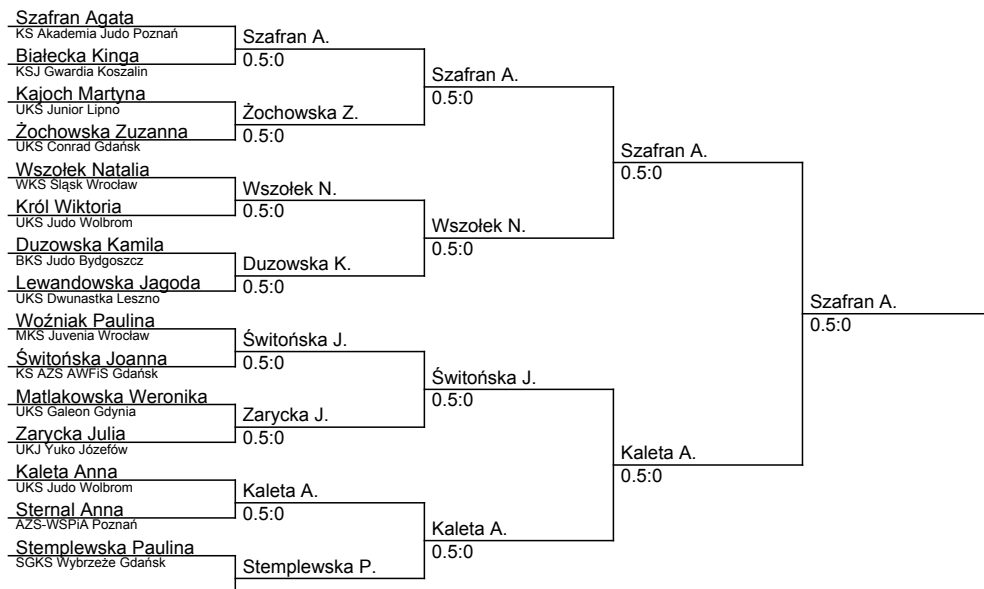 Szafran Agata
KS Akademia Judo Poznań
Białecka Kinga
KSJ Gwardia Koszalin
Kajoch Martyna
UKS Junior Lipno
Żochowska Zuzanna
UKS Conrad Gdańsk
Wszołek Natalia
WKS Śląsk Wrocław
Król Wiktoria
UKS Judo Wolbrom
Duzowska Kamila
BKS Judo Bydgoszcz
Lewandowska Jagoda
UKS Dwunastka Leszno
Woźniak Paulina
MKS Juvenia Wrocław
Świtońska Joanna
KS AZS AWFiS Gdańsk
Matlakowska Weronika
UKS Galeon Gdynia
Zarycka Julia
UKJ Yuko Józefów
Kaleta Anna
UKS Judo Wolbrom
Sternal Anna
AZS-WSPiA Poznań
Stemplewska Paulina
SGKS Wybrzeże Gdańsk
Szafran A.
0.5:0
Żochowska Z.
0.5:0
Wszołek N.
0.5:0
Duzowska K.
0.5:0
Świtońska J.
0.5:0
Zarycka J.
0.5:0
Kaleta A.
0.5:0
Stemplewska P.
Szafran A.
0.5:0
Wszołek N.
0.5:0
Świtońska J.
0.5:0
Kaleta A.
0.5:0
Szafran A.
0.5:0
Kaleta A.
0.5:0
Szafran A.
0.5:0